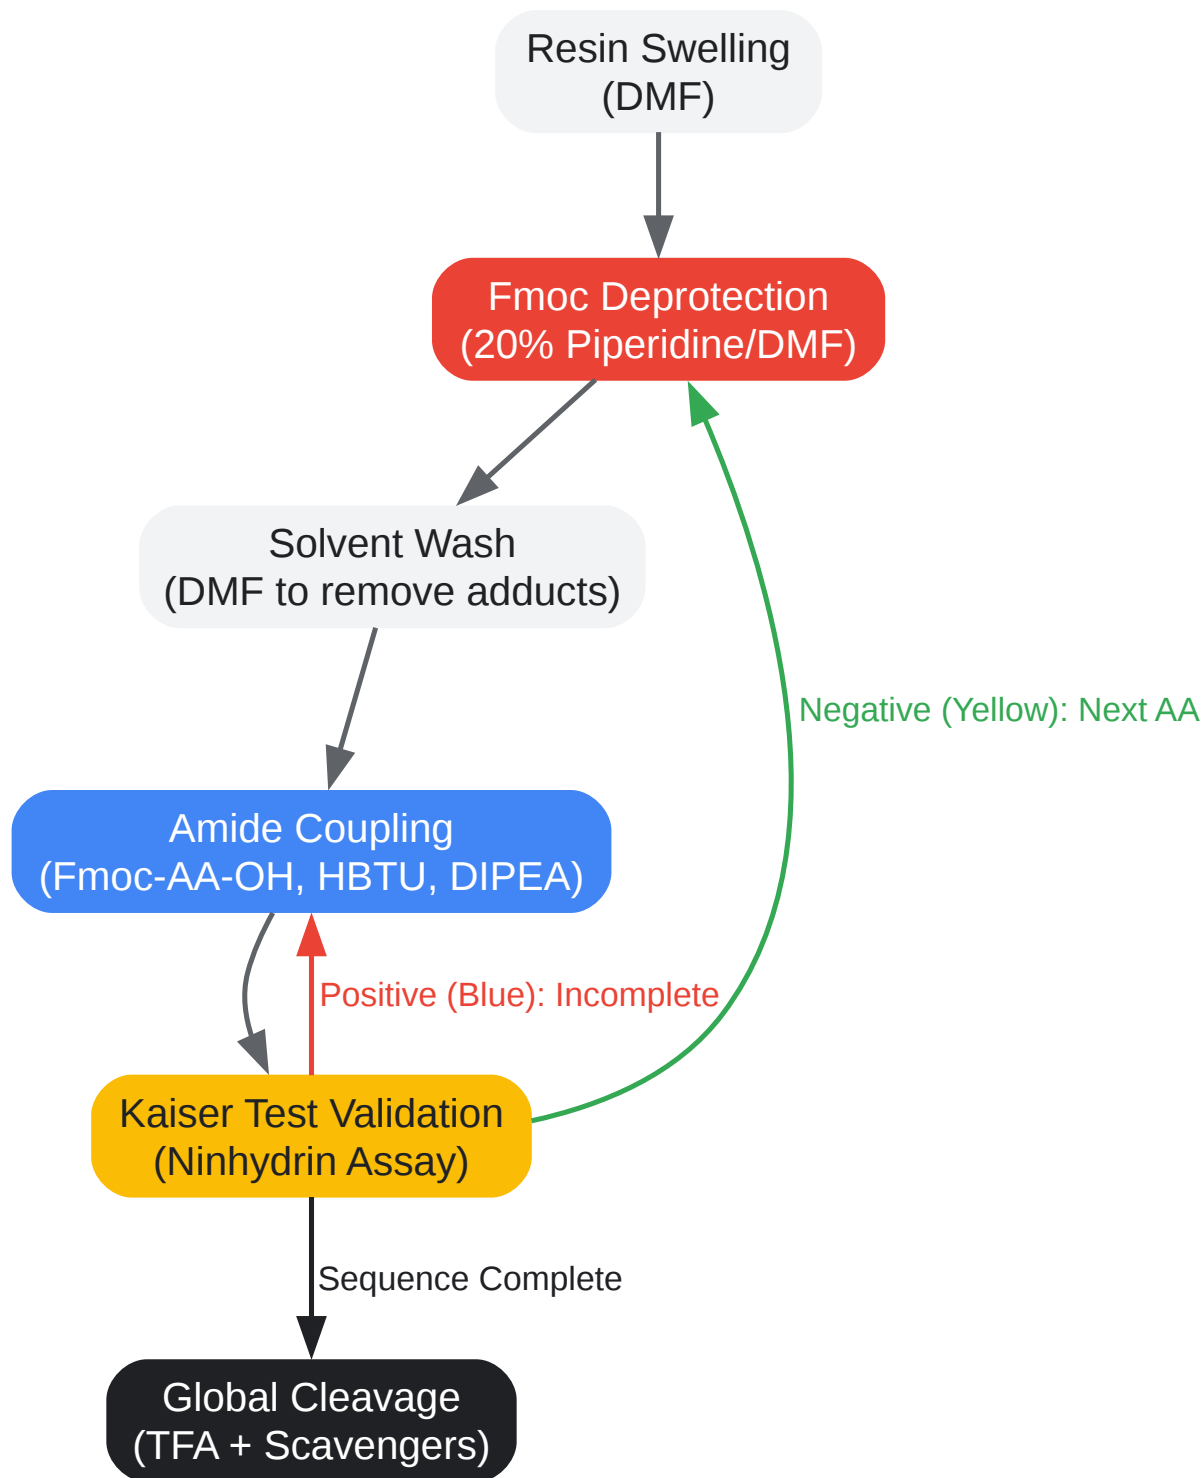 Resin Swelling
(DMF)
Fmoc Deprotection
(20% Piperidine/DMF)
Solvent Wash
(DMF to remove adducts)
Negative (Yellow): Next AA
Amide Coupling
(Fmoc-AA-OH, HBTU, DIPEA)
Positive (Blue): Incomplete
Kaiser Test Validation
(Ninhydrin Assay)
Sequence Complete
Global Cleavage
(TFA + Scavengers)